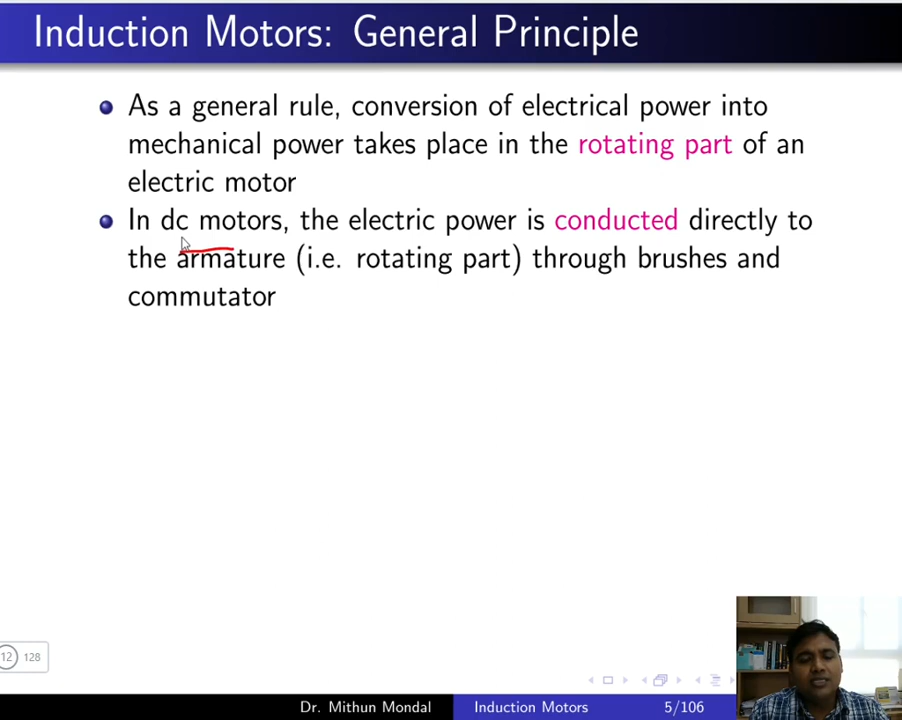 Induction Motors: General Principle
As a general rule, conversion of electrical power into
mechanical power takes place in the rotating part of an
electric motor
In dc motors, the electric power is conducted directly to
the armature (i.e. rotating part) through brushes and
commutator
12 128
Dr. Mithun Mondal Induction Motors 5/106